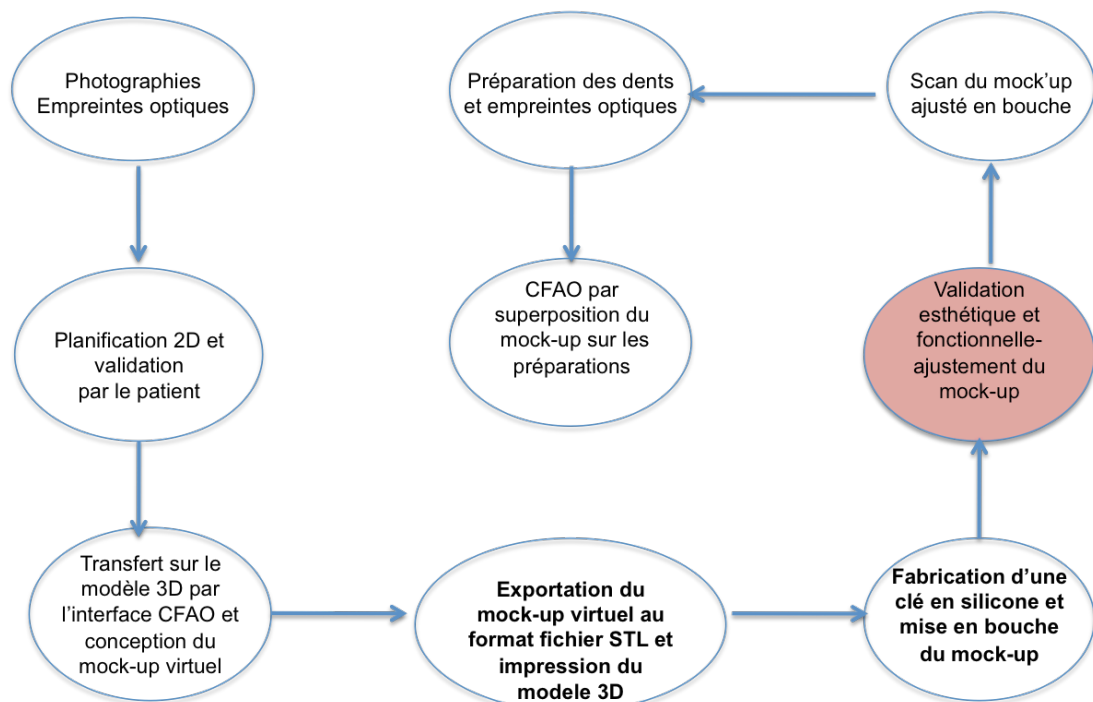 Photographies
Empreintes optiques
Planification 2D et
validation
par le patient
Transfert sur le
modèle 3D par
l’interface CFAO et
conception du
mock-up virtuel
Exportation du
mock-up virtuel au
format fichier STL et
impression du
modele 3D
Fabrication d’une
clé en silicone et
mise en bouche
du mock-up
Validation
esthétique et
fonctionnelle-
ajustement du
mock-up
Scan du mock’up
ajusté en bouche
Préparation des dents
et empreintes optiques
CFAO par
superposition du
mock-up sur les
préparations